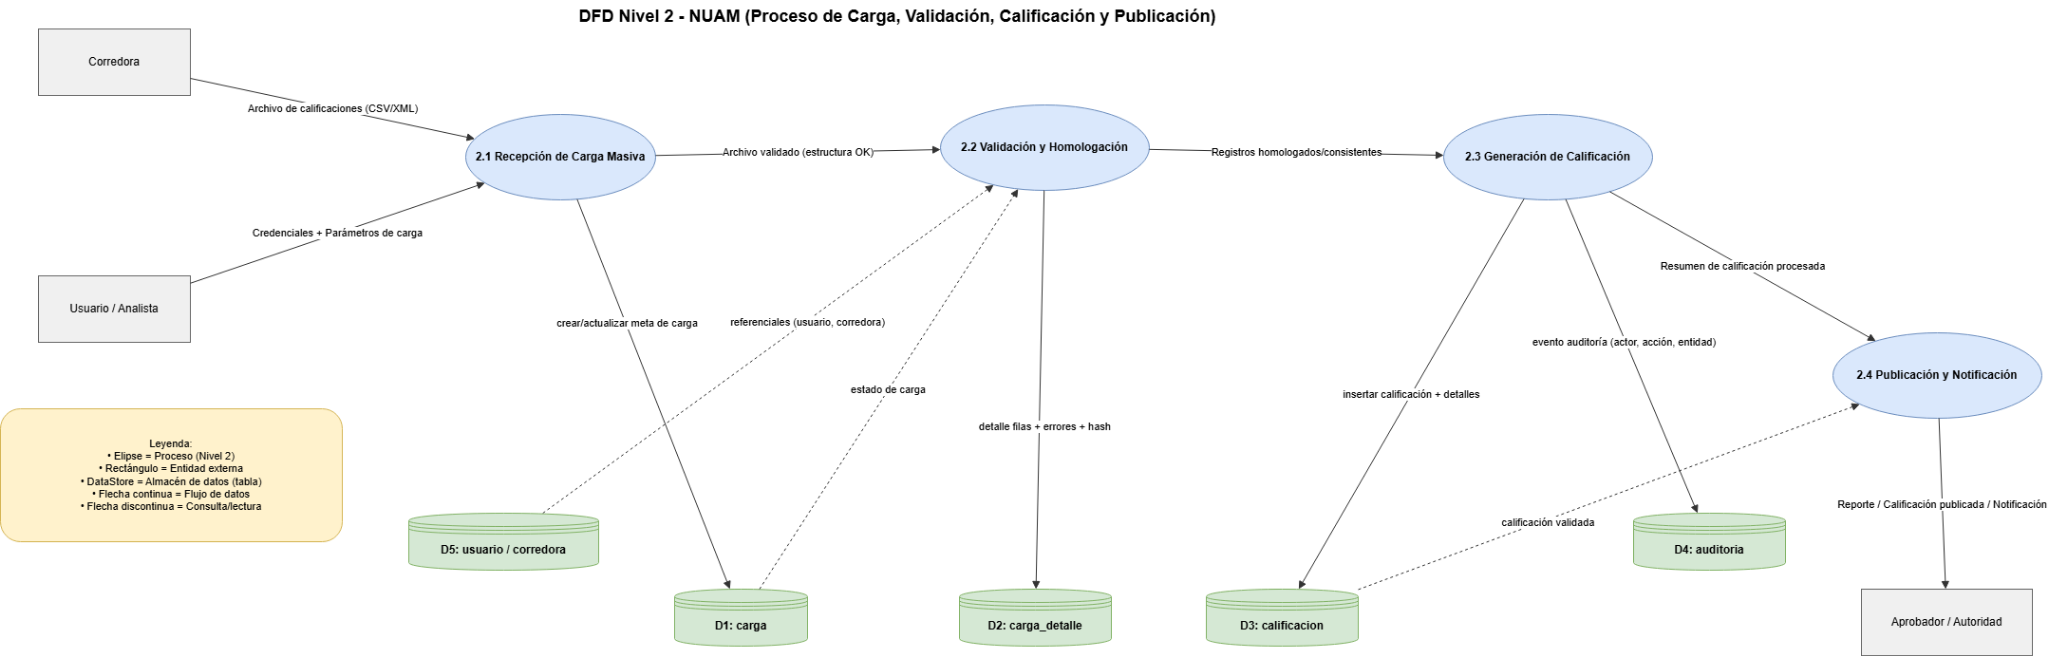 DFD Nivel 2 - NUAM (Proceso de Carga, Validación, Calificación y Publicación)
Corredora
Archivo de calificaciones (CSV/XML)
2.1 Recepción de Carga Masiva
Archivo validado (estructura OK)
2.2 Validación y Homologación
Registros homologados/consistentes
2.3 Generación de Calificación
Credenciales + Parámetros de carga
Usuario / Analista
Resumen de calificación procesada
crear/actualizar meta de carga
referenciales (usuario, corredora)
evento auditoría (actor, acción, entidad)
2.4 Publicación y Notificación
estado de carga
insertar calificación + detalles
detalle filas + errores + hash
Leyenda:
• Elipse = Proceso (Nivel 2)
• Rectángulo = Entidad externa
• DataStore = Almacén de datos (tabla)
• Flecha continua = Flujo de datos
• Flecha discontinua = Consulta/lectura
Reporte / Calificación publicada / Notificación
calificación validada
D5: usuario / corredora
D4: auditoria
D1: carga
D2: carga_detalle
D3: calificacion
Aprobador / Autoridad